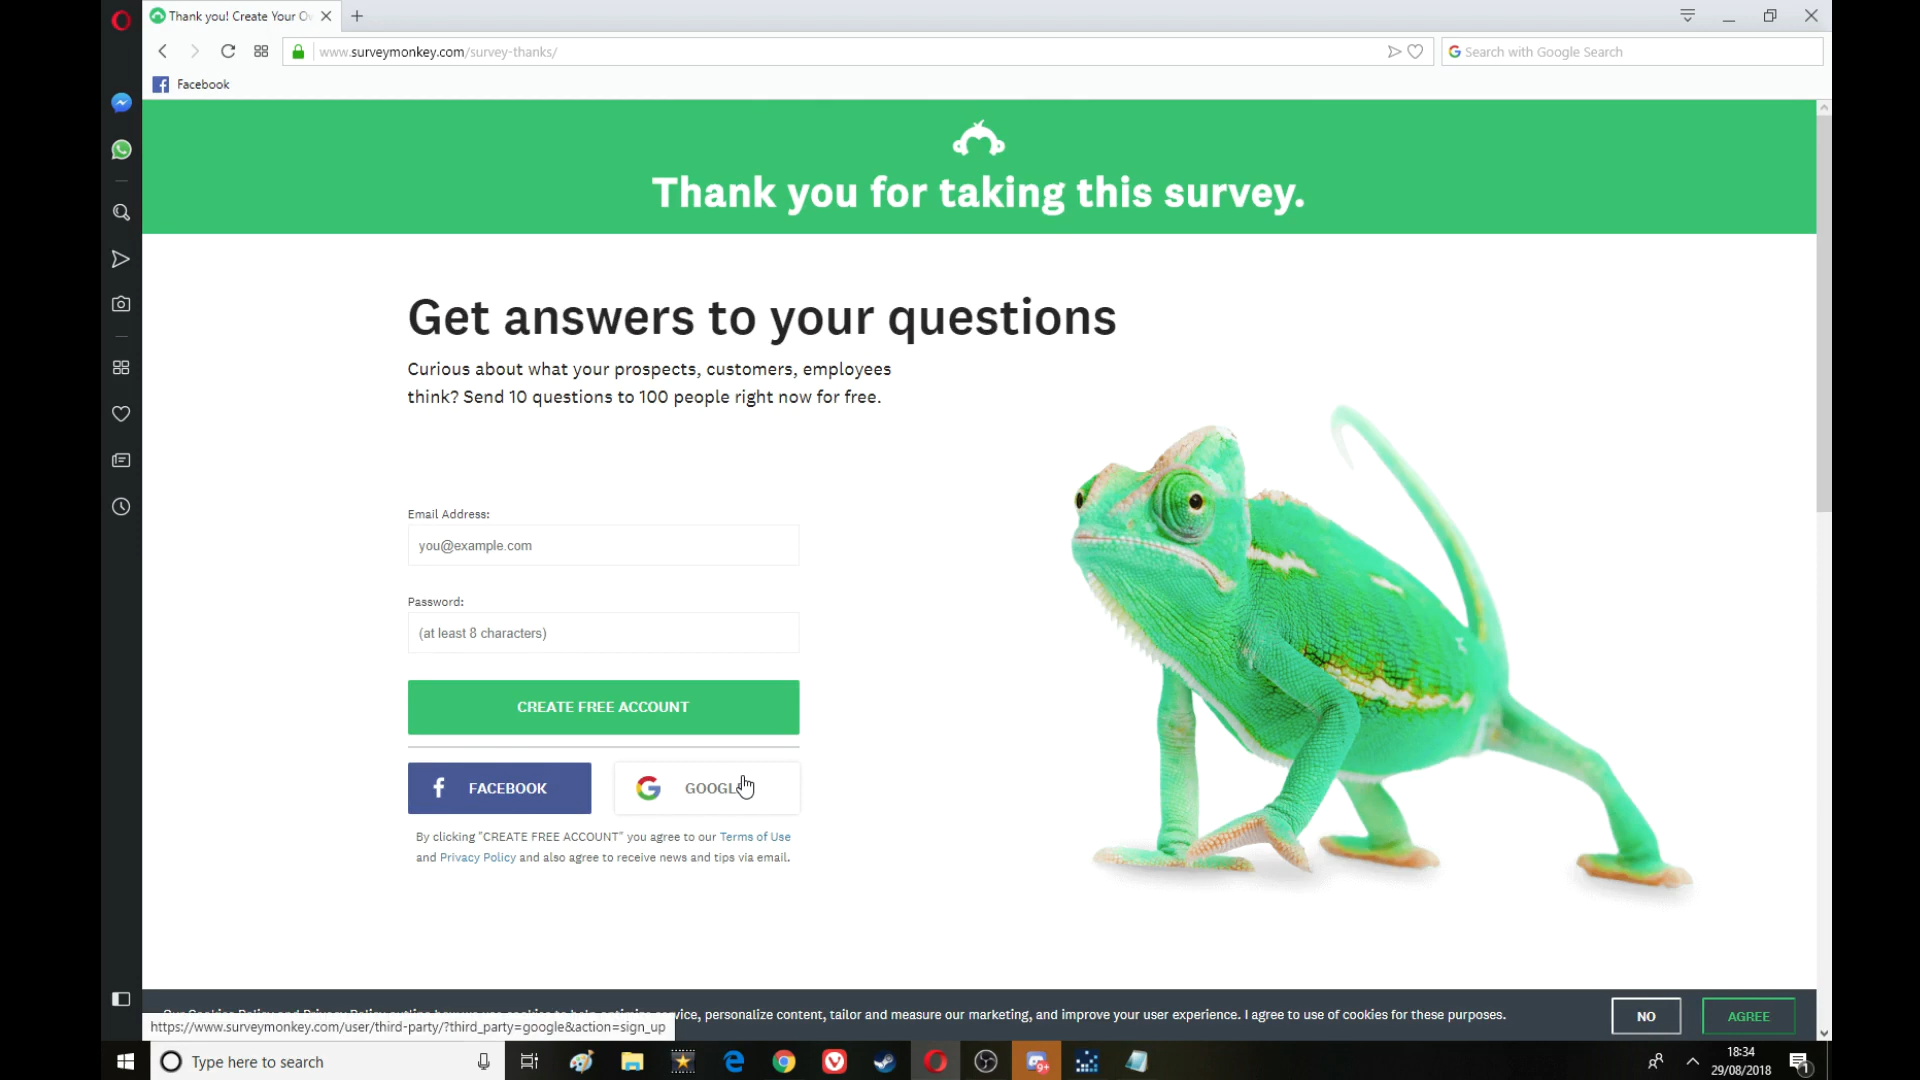 Thank you! Create Your O
www.surveymonkey.com/survey-thanks/
Search with Google Search
Facebook
Thank you for taking this survey.
Get answers to your questions
Curious about what your prospects, customers, employees
think? Send 10 questions to 100 people right now for free.
Email Address:
you@example.com
Password:
(at least 8 characters)
CREATE FREE ACCOUNT
FACEBOOK
GOOGL
By clicking "CREATE FREE ACCOUNT" you agree to our Terms of Use
and Privacy Policy and also agree to receive news and tips via email.
personalize content, tailor and measure our marketing, and improve your user experience. I agree to use of cookies for these purposes.
NO
AGREE
https://www.surveymonkey.com/user/third-party/?third_party=google&action=sign_up
Type here to search
9+
18:34
29/08/2018
1